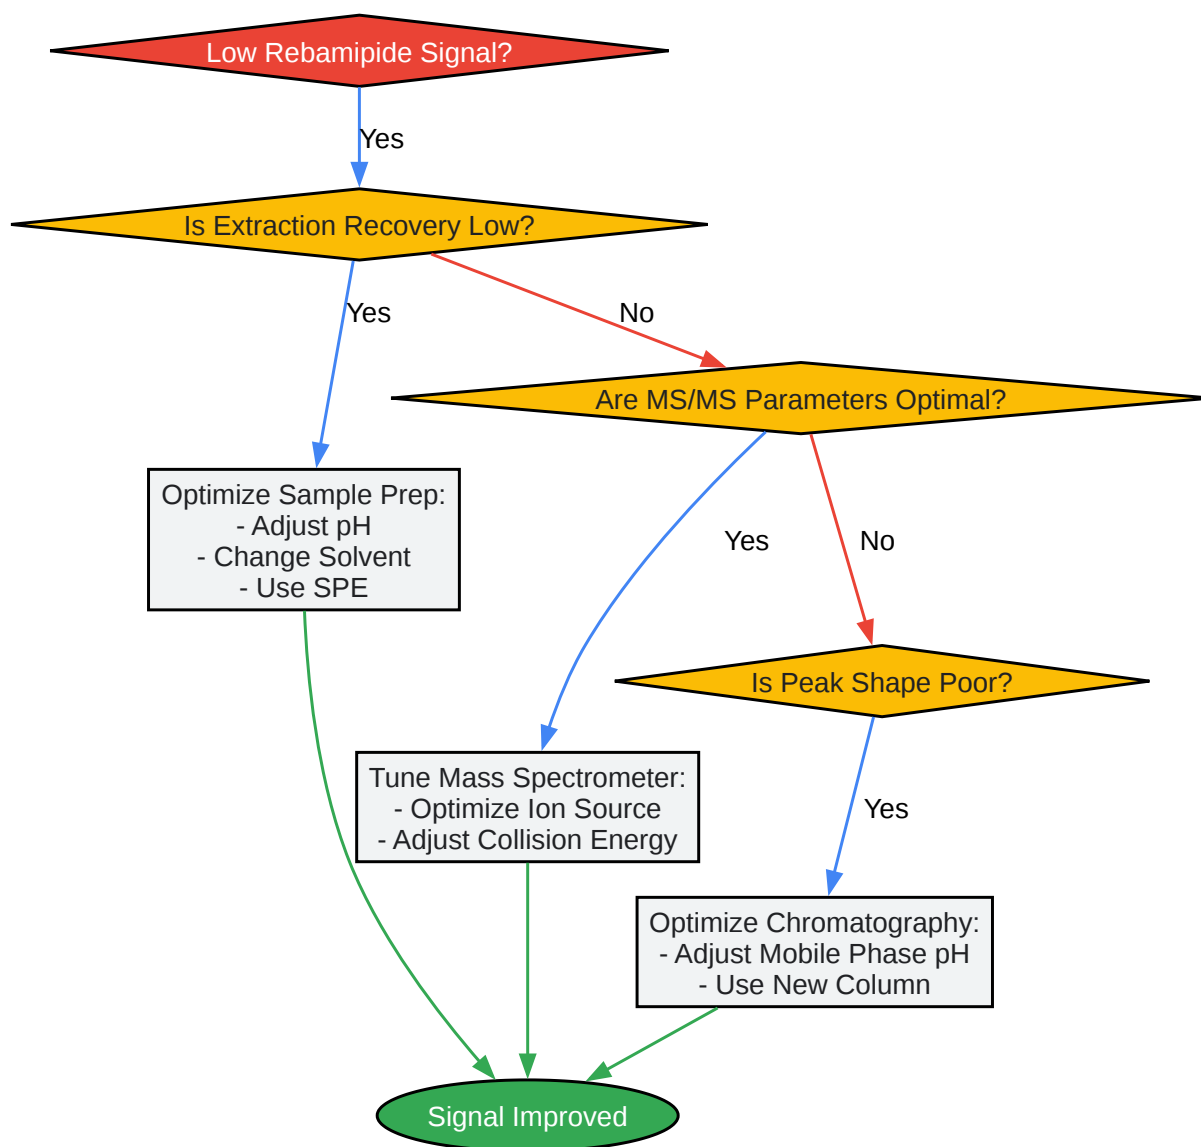 Low Rebamipide Signal?
Yes
Is Extraction Recovery Low?
Yes
No
Are MS/MS Parameters Optimal?
Optimize Sample Prep:
- Adjust pH
- Change Solvent
- Use SPE
Yes
No
Is Peak Shape Poor?
Tune Mass Spectrometer:
- Optimize Ion Source
- Adjust Collision Energy
Yes
Optimize Chromatography:
- Adjust Mobile Phase pH
- Use New Column
Signal Improved